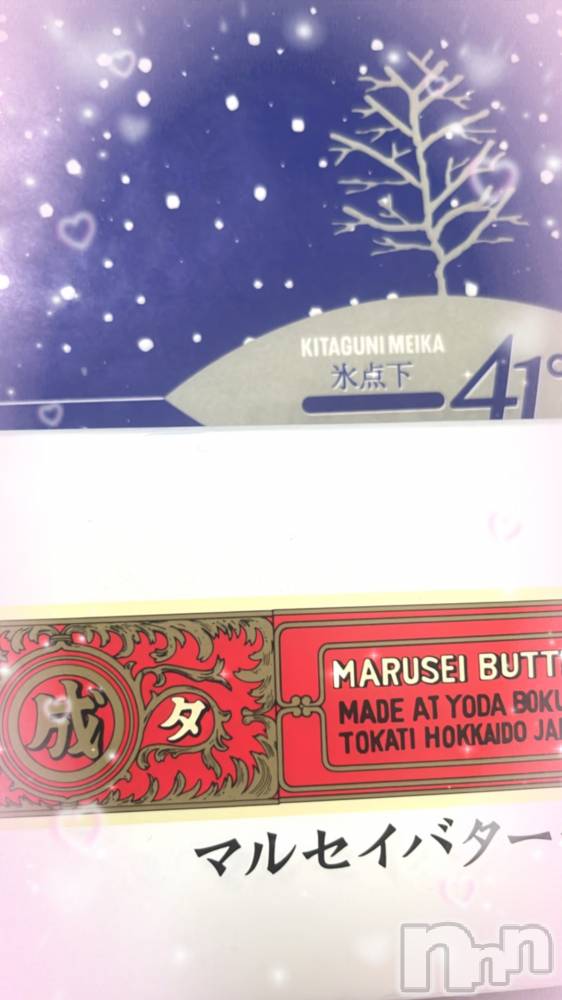 KITAGUNI MEIKA
氷点下
41°
成
タ
MARUSEI BUTT
MADE AT YODA BOKU
TOKATI HOKKAIDO JA
マルセイバター
nnn